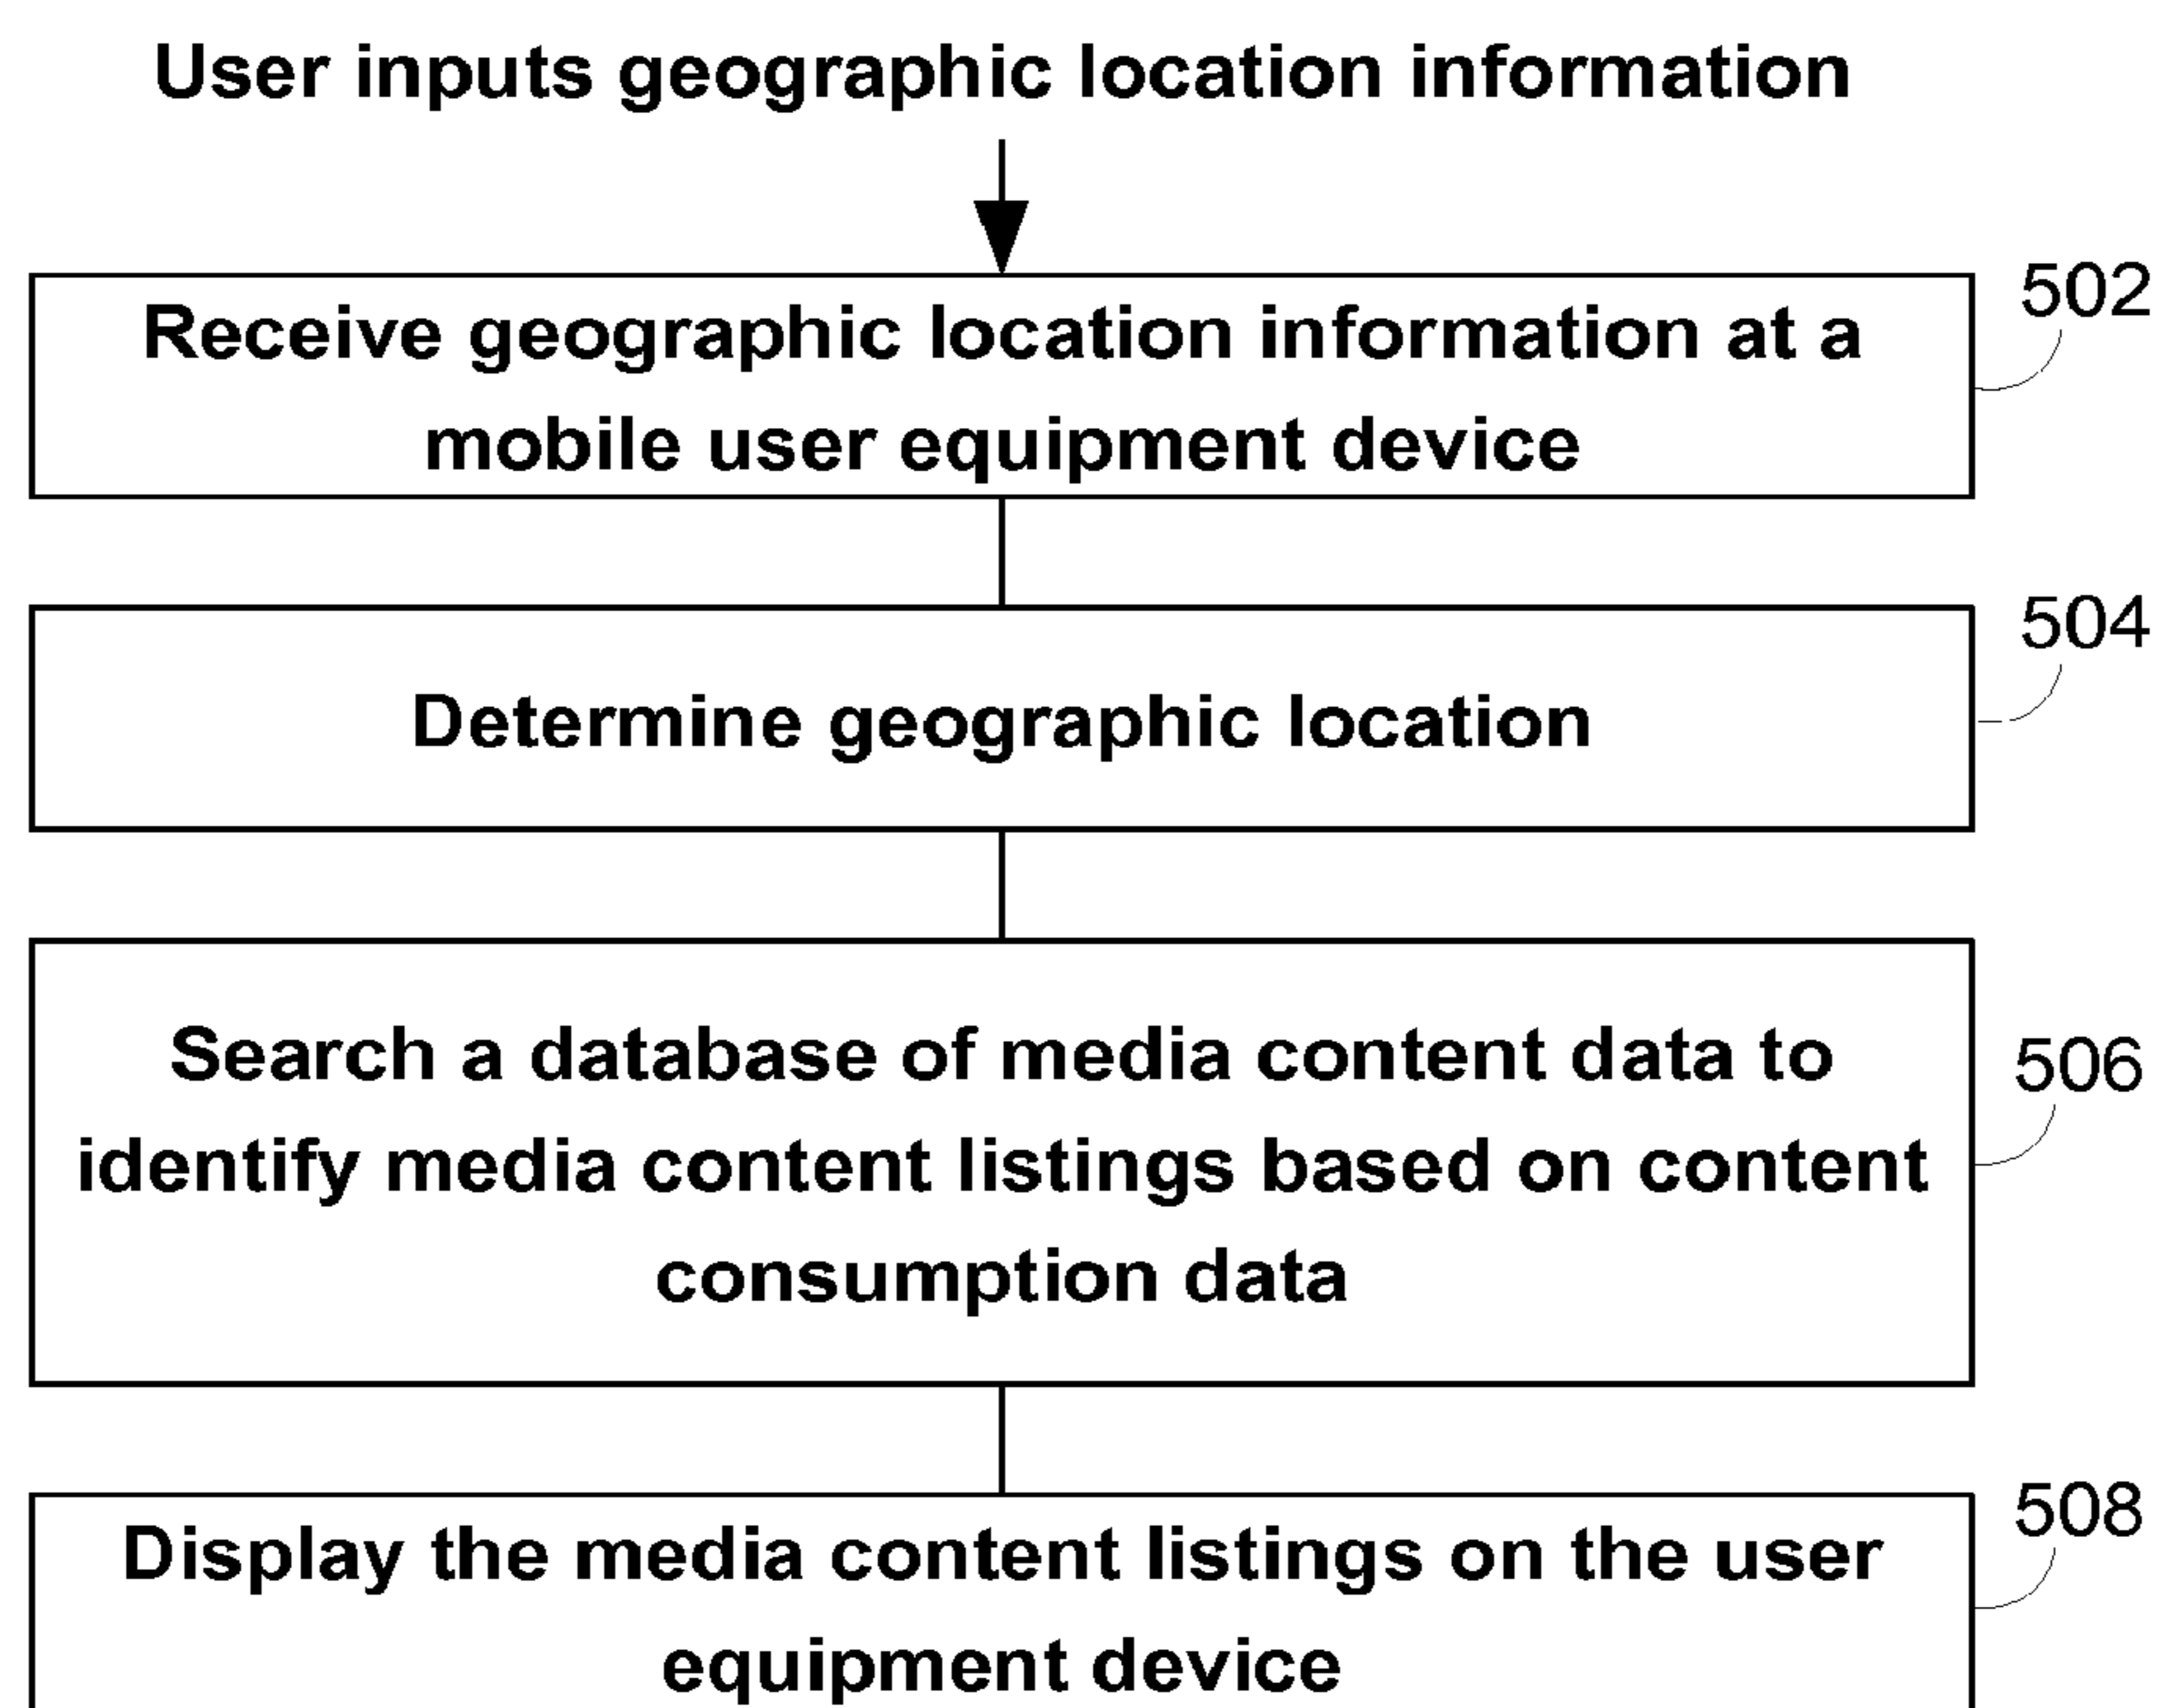 User inputs geographic location information
502
Receive geographic location information at a
mobile user equipment device
504
Determine geographic location
506
Search a database of media content data to
identify media content listings based on content
consumption data
508
Display the media content listings on the user
equipment device